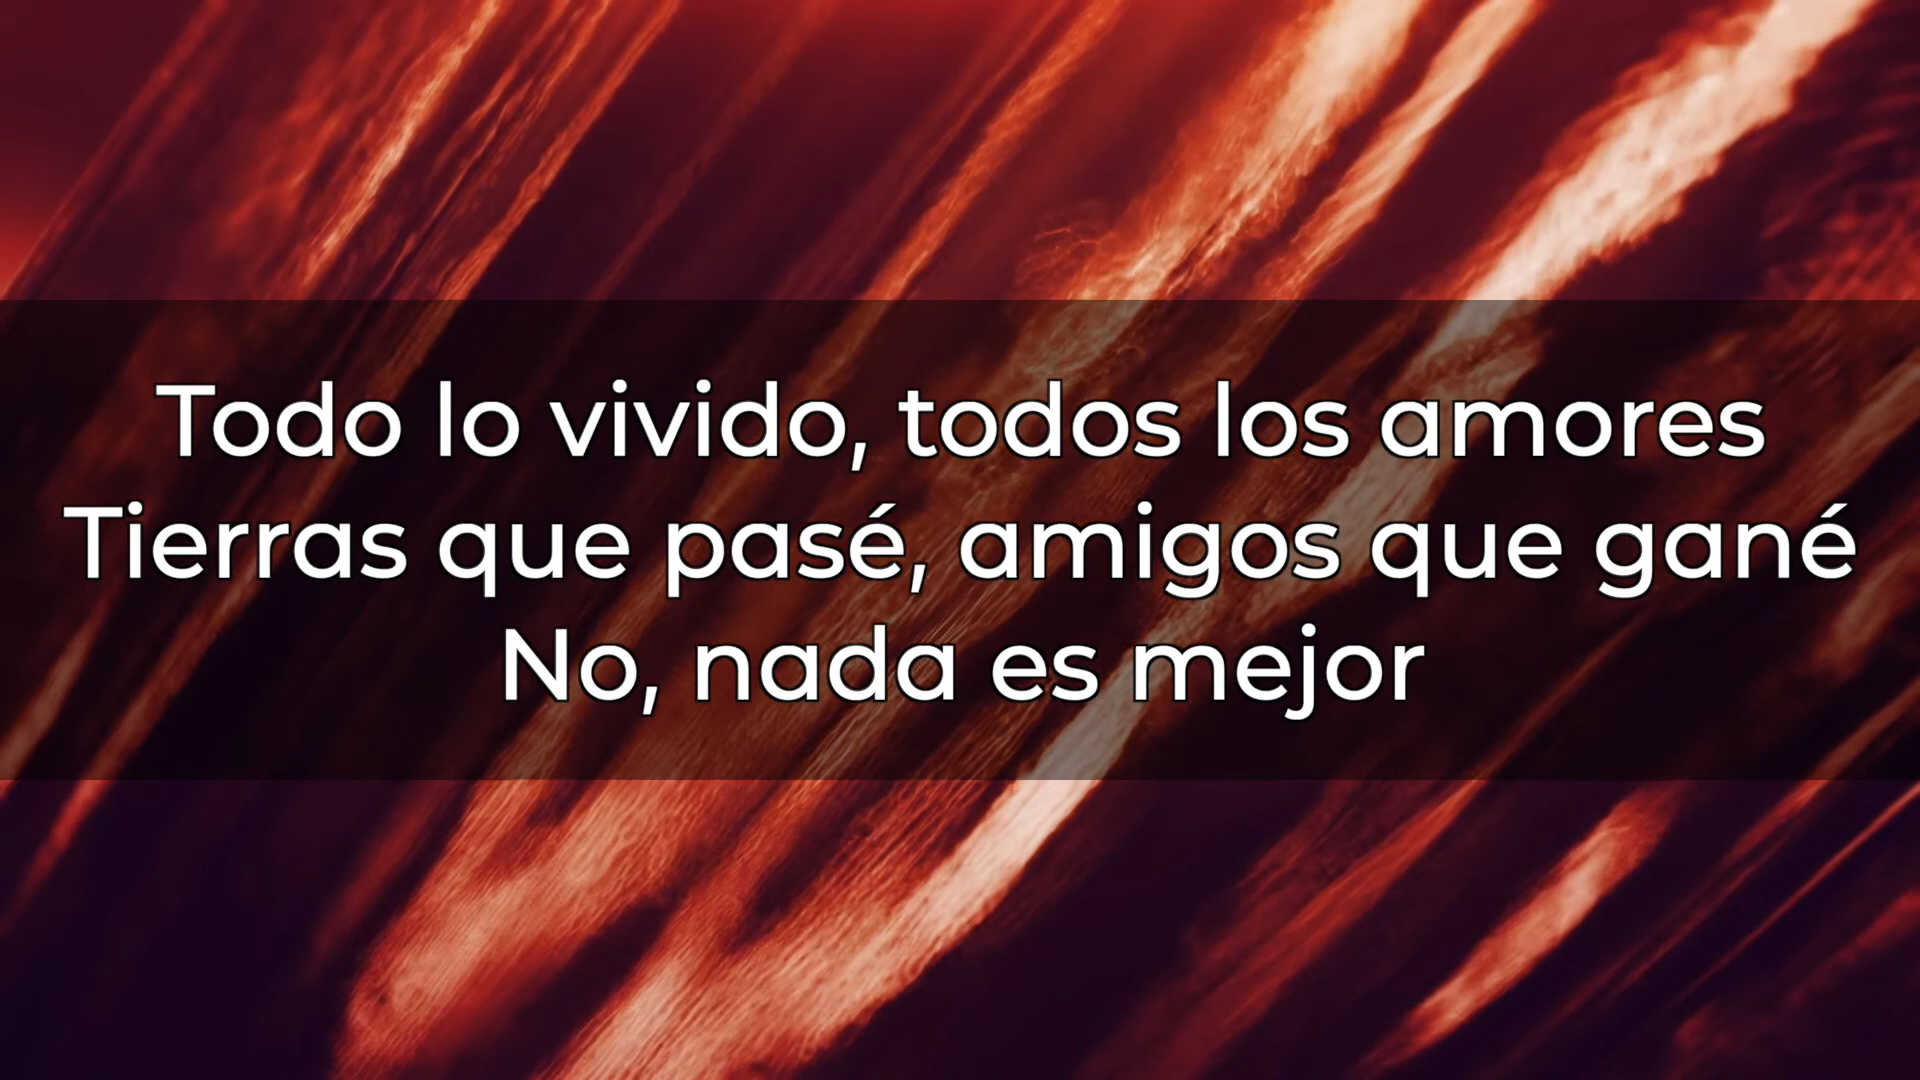 Todo lo vivido, todos los amores
Tierras que pasé, amigos que gané
No, nada es mejor